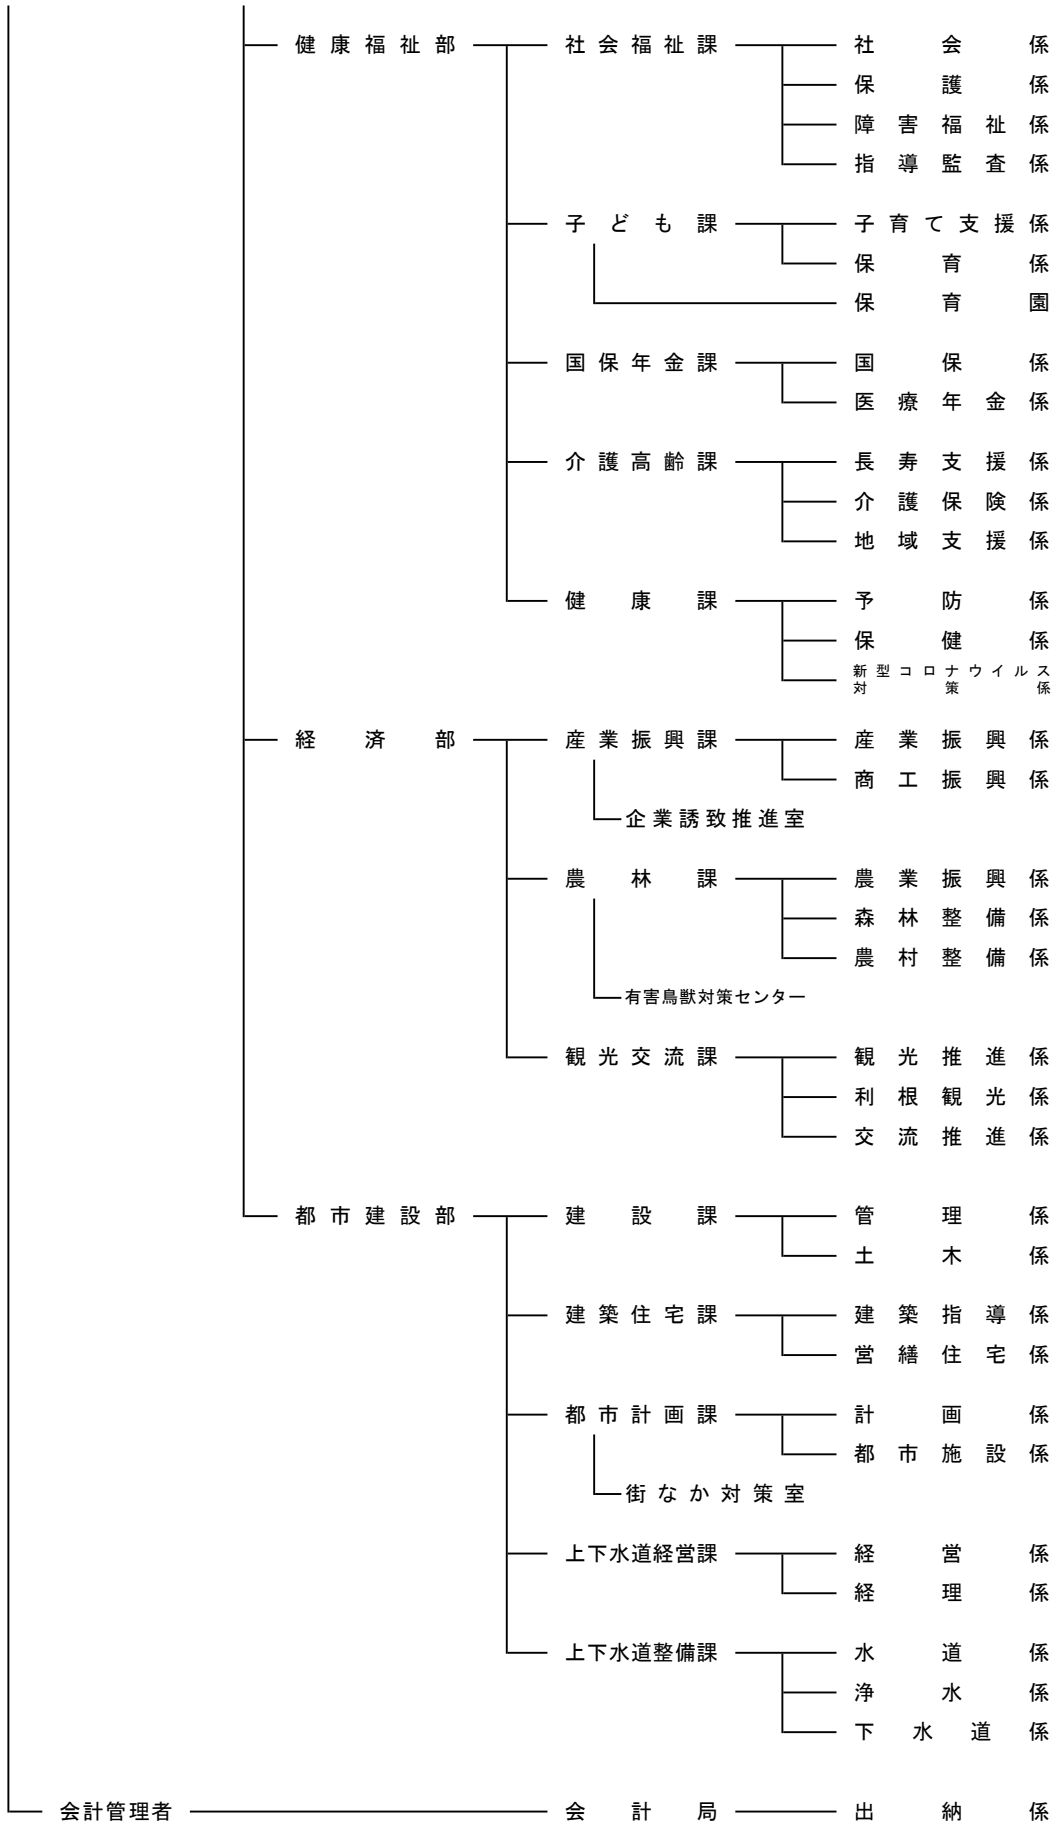 健康福祉部 社会福祉課 社会係
保護係
障害福祉係
指導監査係
子ども課 子育て支援係
保育係
保育園
国保年金課 国保係
医療年金係
介護高齢課 長寿支援係
介護保険係
地域支援係
健康課 予防係
保健係
新型コロナウイルス
対策係
経済部 産業振興課 産業振興係
商工振興係
企業誘致推進室
農林課 農業振興係
森林整備係
農村整備係
有害鳥獣対策センター
観光交流課 観光推進係
利根観光係
交流推進係
都市建設部 建設課 管理係
土木係
建築住宅課 建築指導係
営繕住宅係
都市計画課 計画係
都市施設係
街なか対策室
上下水道経営課 経営係
経理係
上下水道整備課 水道係
浄水係
下水道係
会計管理者 会計局 出納係